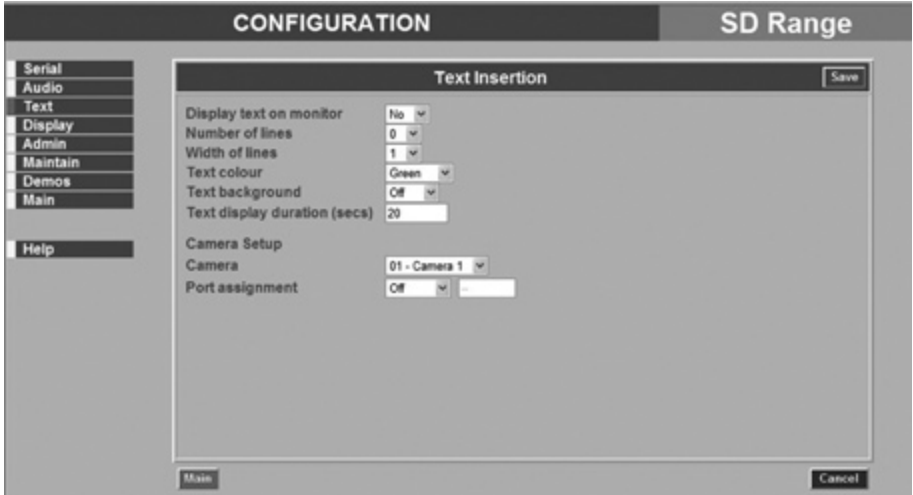 CONFIGURATION
SD Range
Serial
Audio
Text
Display
Admin
Maintain
Demos
Main
Help
Text Insertion
Save
Display text on monitor No
Number of lines 0
Width of lines 1
Text colour Green
Text background Off
Text display duration (secs) 20
Camera Setup
Camera 01 - Camera 1
Port assignment Off --
Main
Cancel